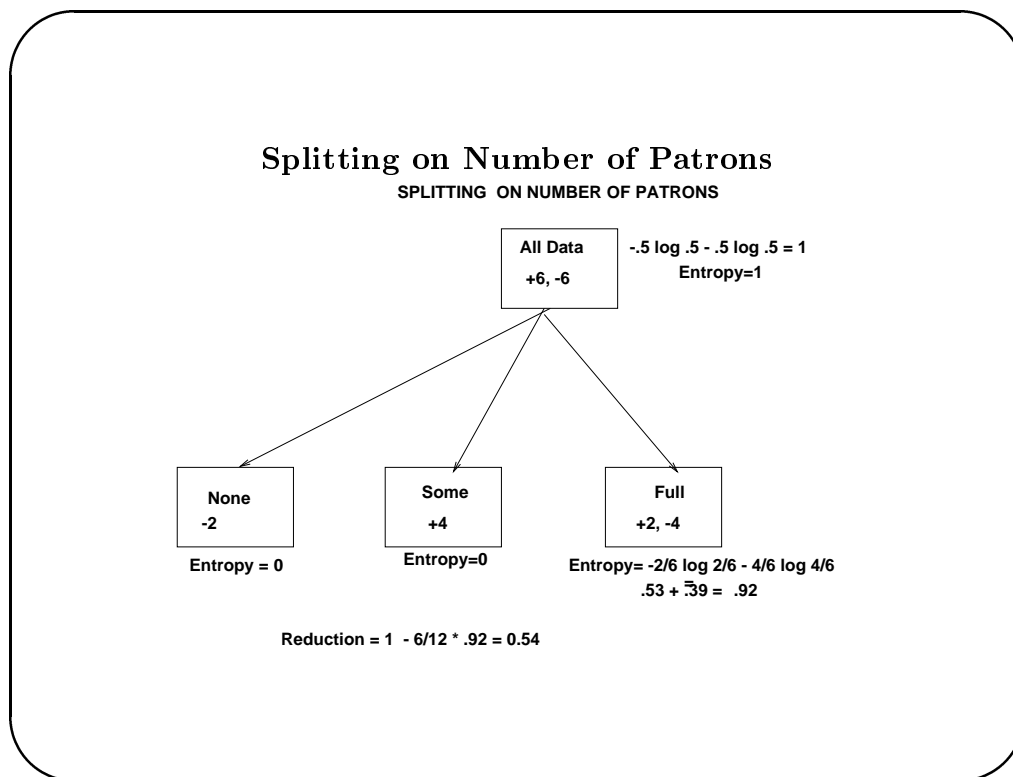 Splitting on Number of Patrons
SPLITTING ON NUMBER OF PATRONS
All Data
+6, -6
-.5 log .5 - .5 log .5 = 1
Entropy=1
None
-2
Entropy = 0
Some
+4
Entropy=0
Full
+2, -4
Entropy= -2/6 log 2/6 - 4/6 log 4/6
=
.53 + .39 = .92
Reduction = 1 - 6/12 * .92 = 0.54